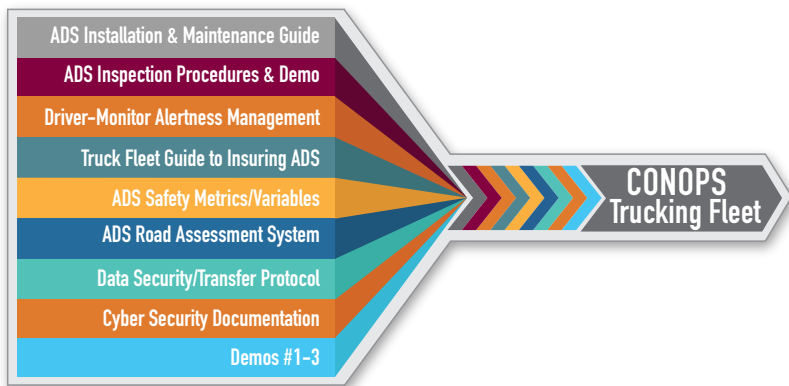 ADS Installation & Maintenance Guide
ADS Inspection Procedures & Demo
Driver-Monitor Alertness Management
Truck Fleet Guide to Insuring ADS
ADS Safety Metrics/Variables
ADS Road Assessment System
Data Security/Transfer Protocol
Cyber Security Documentation
Demos #1-3
CONOPS
Trucking Fleet